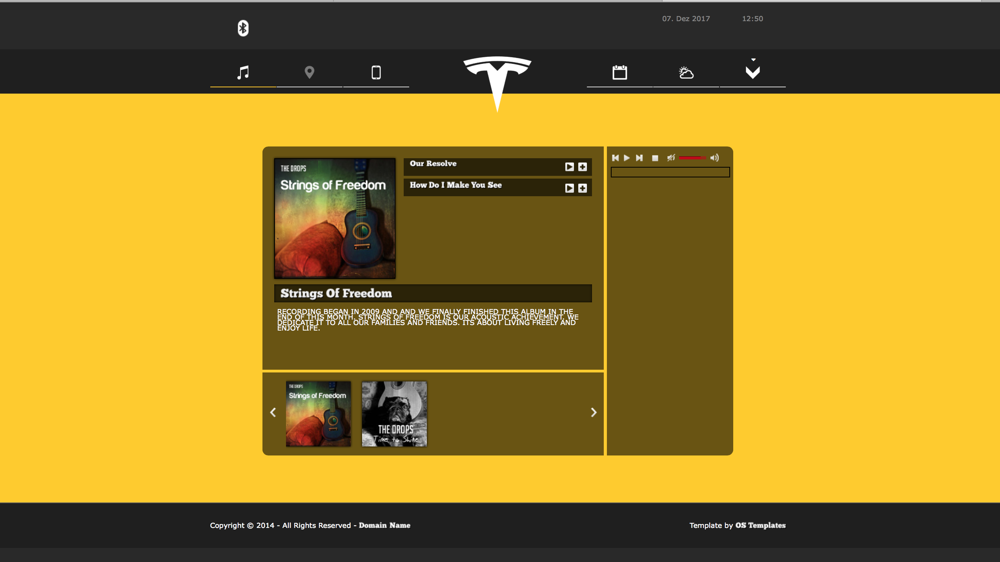 07. Dez 2017
12:50
THE DROPS
Strings of Freedom
Our Resolve
How Do I Make You See
Strings Of Freedom
RECORDING BEGAN IN 2009 AND AND WE FINALLY FINISHED THIS ALBUM IN THE
END OF THIS MONTH. STRINGS OF FREEDOM IS OUR ACOUSTIC ACHIEVEMENT. WE
DEDICATE IT TO ALL OUR FAMILIES AND FRIENDS. ITS ABOUT LIVING FREELY AND
ENJOY LIFE.
THE DROPS
Strings of Freedom
THE DROPS
Time to Shine
Copyright © 2014 - All Rights Reserved - Domain Name
Template by OS Templates